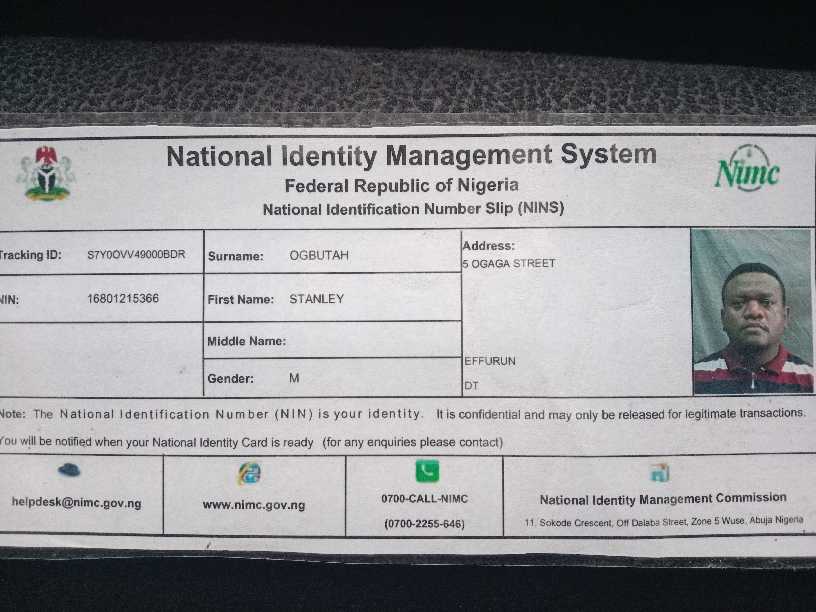 National Identity Management System
Federal Republic of Nigeria
National Identification Number Slip (NINS)
Nimc
Tracking ID: S7Y0OVV49000BDR
Surname: OGBUTAH
Address:
5 OGAGA STREET
NIN: 16801215366
First Name: STANLEY
Middle Name:
EFFURUN
Gender: M
DT
Note: The National Identification Number (NIN) is your identity. It is confidential and may only be released for legitimate transactions.
You will be notified when your National Identity Card is ready (for any enquiries please contact)
helpdesk@nimc.gov.ng
www.nimc.gov.ng
0700-CALL-NIMC
(0700-2255-646)
National Identity Management Commission
11, Sokode Crescent, Off Dalaba Street, Zone 5 Wuse, Abuja Nigeria